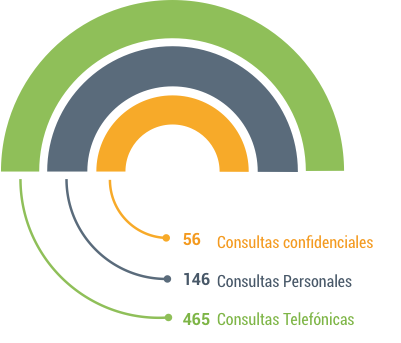 56 Consultas confidenciales
146 Consultas Personales
465 Consultas Telefónicas